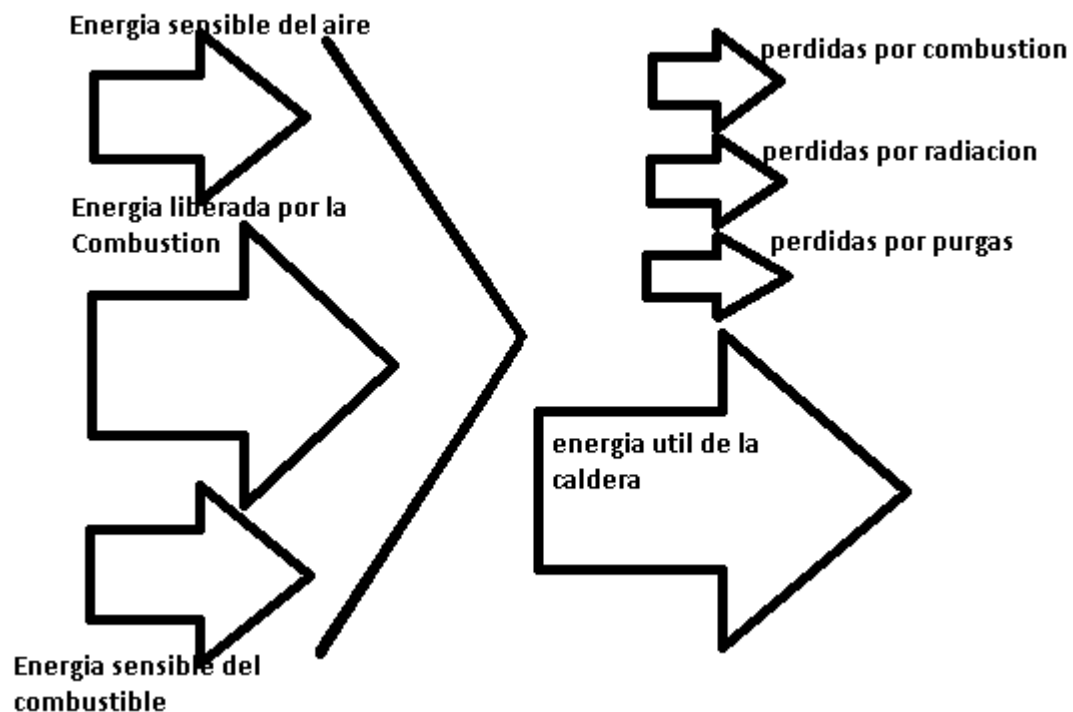 Energia sensible del aire
Energia liberada por la
Combustion
Energia sensible del
combustible
perdidas por combustion
perdidas por radiacion
perdidas por purgas
energia util de la
caldera